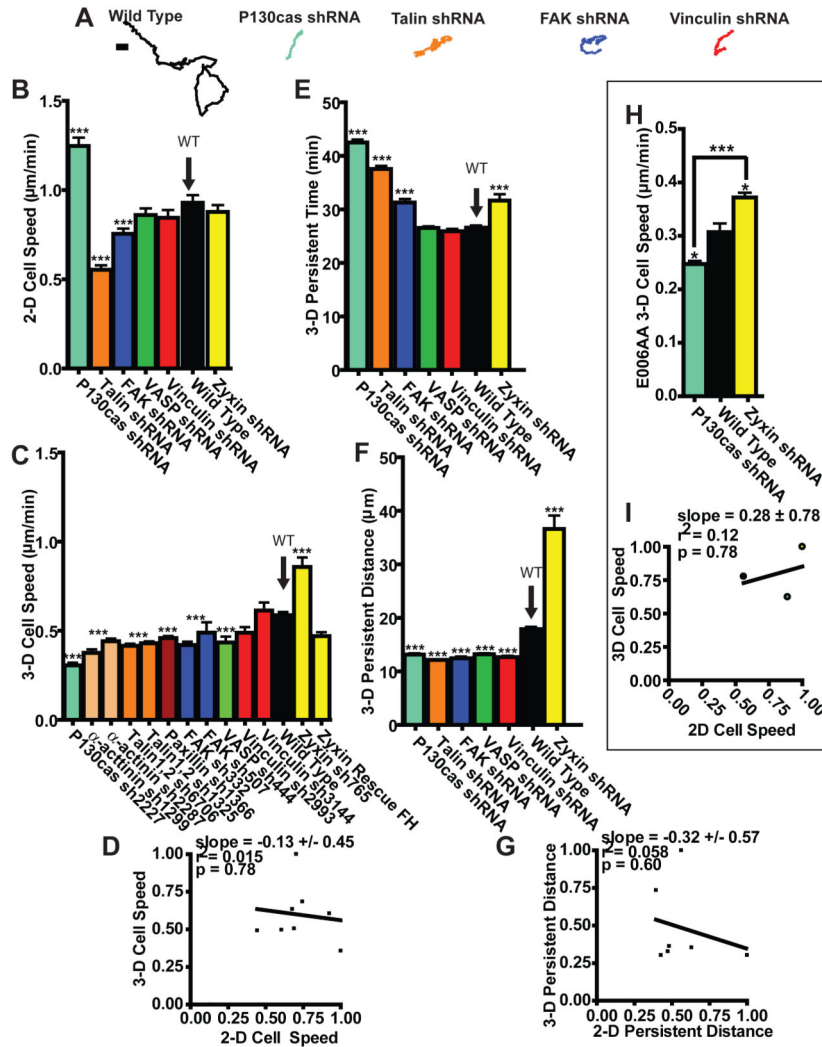 A
Wild Type
P130cas shRNA
Talin shRNA
FAK shRNA
Vinculin shRNA
B
2-D Cell Speed (µm/min)
1.5
1.0
0.5
0.0
***
***
***
WT
P130cas shRNA
Talin shRNA
FAK shRNA
VASP shRNA
Vinculin shRNA
Wild Type
Zyxin shRNA
E
3-D Persistent Time (min)
50
40
30
20
10
0
***
***
***
WT
***
P130cas shRNA
Talin shRNA
FAK shRNA
VASP shRNA
Vinculin shRNA
Wild Type
Zyxin shRNA
H
E006AA 3-D Cell Speed (µm/min)
0.5
0.4
0.3
0.2
0.1
0.0
***
*
*
P130cas shRNA
Wild Type
Zyxin shRNA
C
3-D Cell Speed (µm/min)
1.5
1.0
0.5
0.0
***
***
***
***
***
***
WT
***
P130cas sh2227
α-acttinin sh1299
α-actinin sh2287
Talin1,2 sh6706
Talin1,2 sh1325
Paxillin sh1366
FAK sh332
FAK sh507
VASP sh444
Vinculin sh2993
Vinculin sh3144
Wild Type
Zyxin sh765
Zyxin Rescue FH
F
3-D Persistent Distance (µm)
50
40
30
20
10
0
***
***
***
***
***
WT
***
P130cas shRNA
Talin shRNA
FAK shRNA
VASP shRNA
Vinculin shRNA
Wild Type
Zyxin shRNA
I
slope = 0.28 ± 0.78
r² = 0.12
p = 0.78
3D Cell Speed
1.00
0.75
0.50
0.25
0.00
0.00
0.25
0.50
0.75
1.00
2D Cell Speed
D
slope = -0.13 +/- 0.45
r² = 0.015
p = 0.78
3-D Cell Speed
1.00
0.75
0.50
0.25
0.00
0.00 0.25 0.50 0.75 1.00
2-D Cell Speed
G
slope = -0.32 +/- 0.57
r² = 0.058
p = 0.60
3-D Persistent Distance
1.00
0.75
0.50
0.25
0.00
0.00 0.25 0.50 0.75 1.00
2-D Persistent Distance